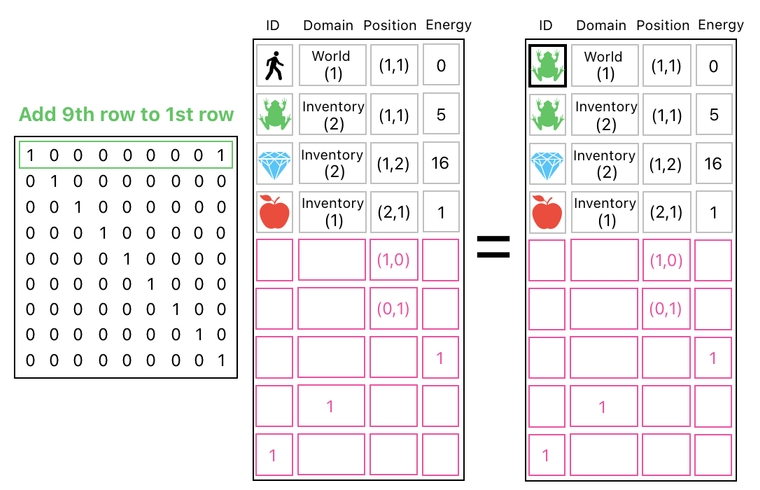 Add 9th row to 1st row
1 0 0 0 0 0 0 0 1
0 1 0 0 0 0 0 0 0
0 0 1 0 0 0 0 0 0
0 0 0 1 0 0 0 0 0
0 0 0 0 1 0 0 0 0
0 0 0 0 0 1 0 0 0
0 0 0 0 0 0 1 0 0
0 0 0 0 0 0 0 1 0
0 0 0 0 0 0 0 0 1
ID Domain Position Energy
World (1) (1,1) 0
Inventory (2) (1,1) 5
Inventory (2) (1,2) 16
Inventory (1) (2,1) 1
(1,0)
(0,1)
1
1
1
=
ID Domain Position Energy
World (1) (1,1) 0
Inventory (2) (1,1) 5
Inventory (2) (1,2) 16
Inventory (1) (2,1) 1
(1,0)
(0,1)
1
1
1